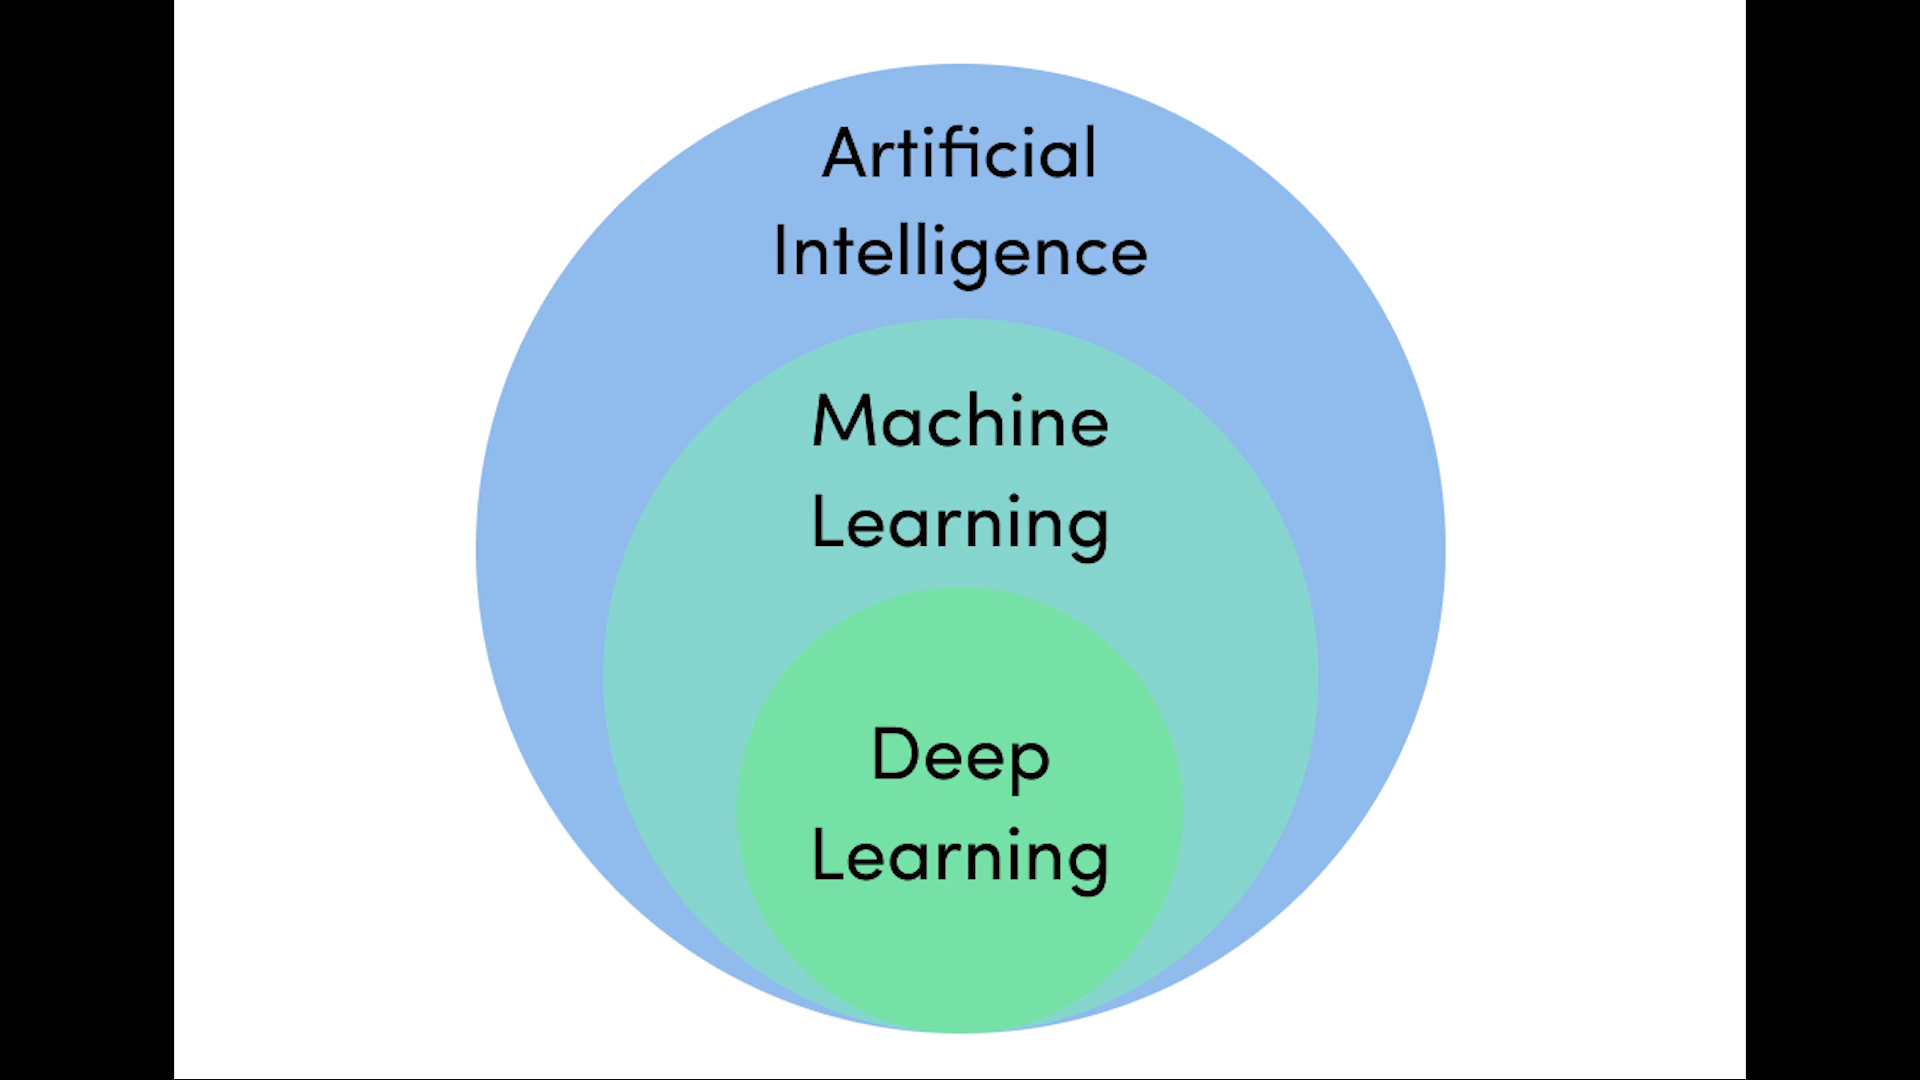 Artificial
Intelligence
Machine
Learning
Deep
Learning